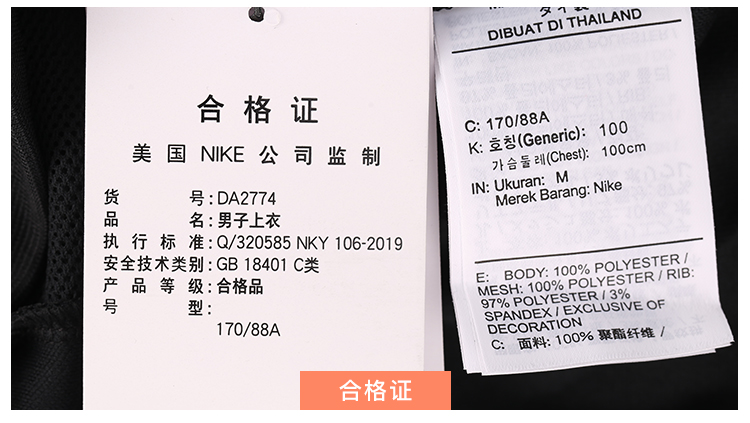 合格证
美国 NIKE 公司监制
货号: DA2774
品名: 男子上衣
执行标准: Q/320585 NKY 106-2019
安全技术类别: GB 18401 C类
产品等级: 合格品
号型:
170/88A
DIBUAT DI THAILAND
C: 170/88A
K: 호칭(Generic): 100
가슴둘레(Chest): 100cm
IN: Ukuran: M
Merek Barang: Nike
E: BODY: 100% POLYESTER /
MESH: 100% POLYESTER / RIB:
97% POLYESTER / 3%
SPANDEX / EXCLUSIVE OF
DECORATION
C: 面料: 100% 聚酯纤维 /
合格证